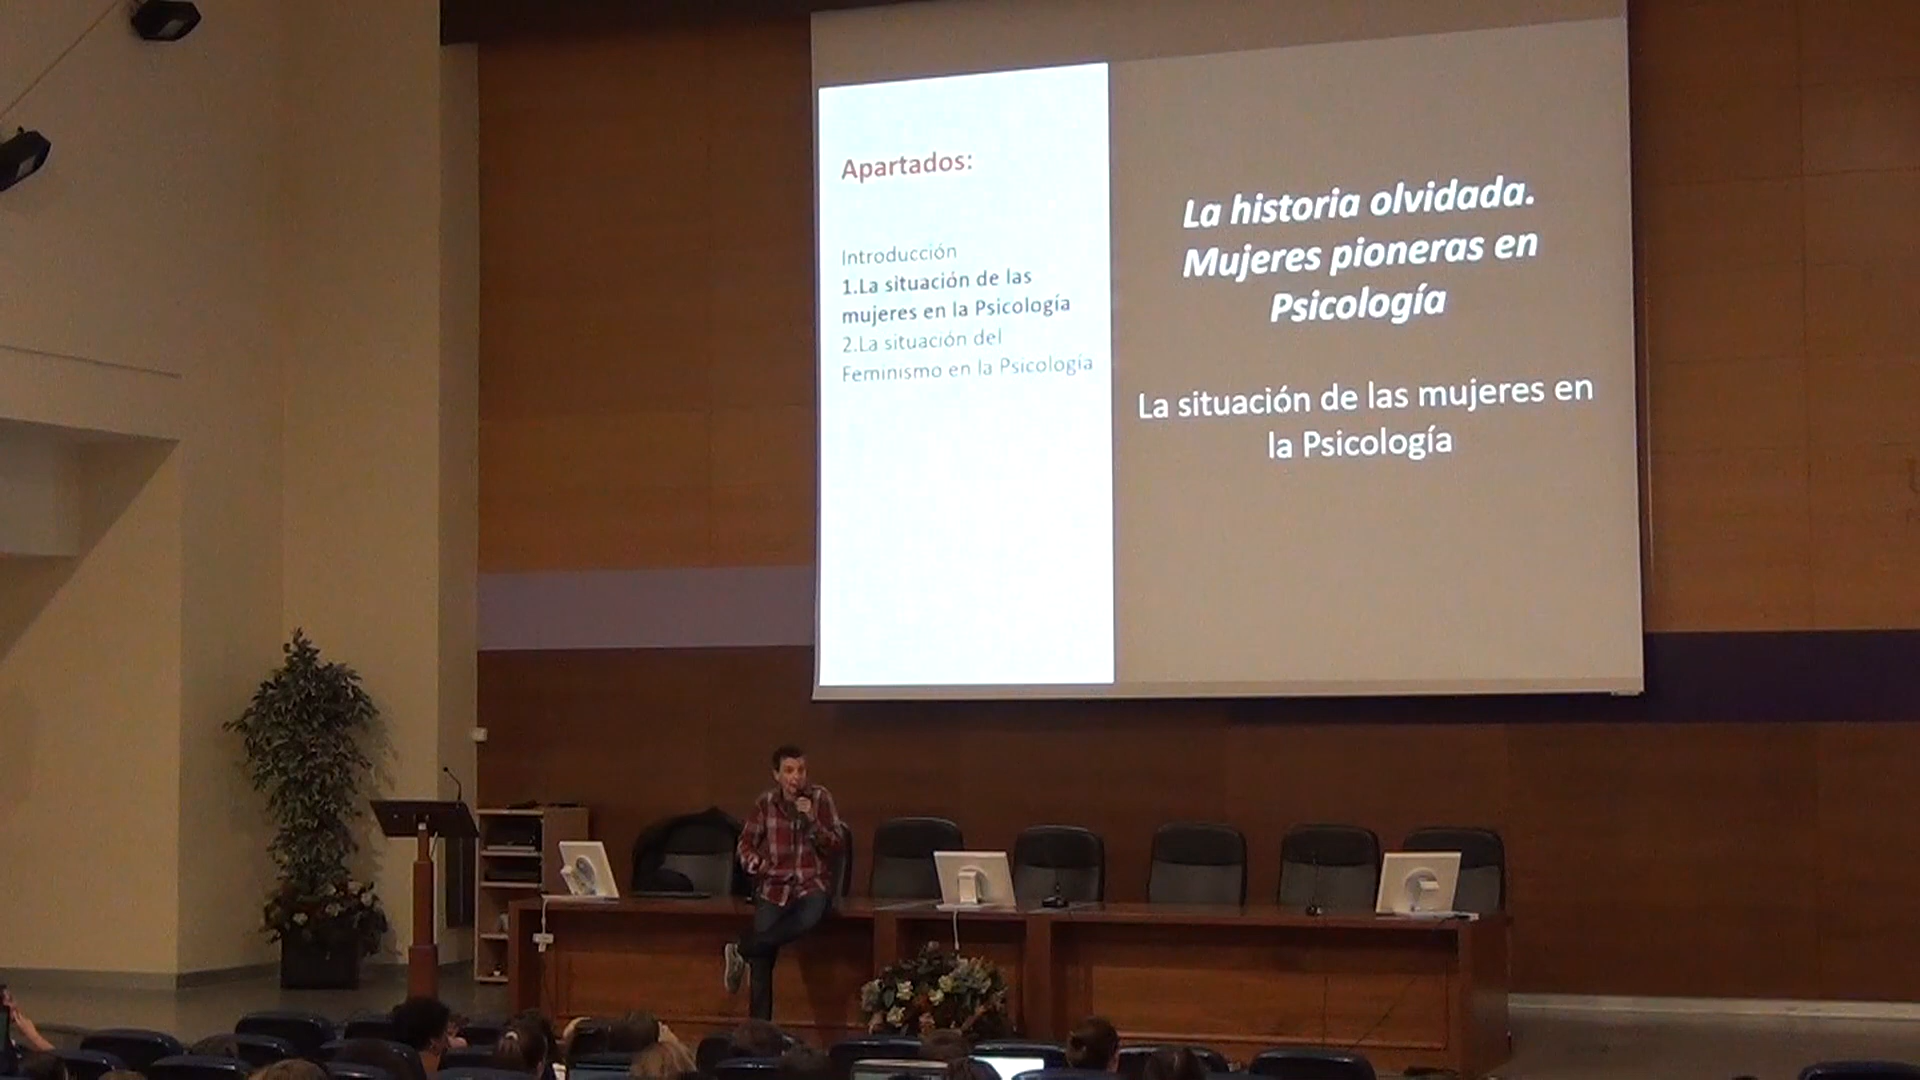 Apartados:
Introducción
1.La situación de las
mujeres en la Psicología
2.La situación del
Feminismo en la Psicología
La historia olvidada.
Mujeres pioneras en
Psicología
La situación de las mujeres en
la Psicología